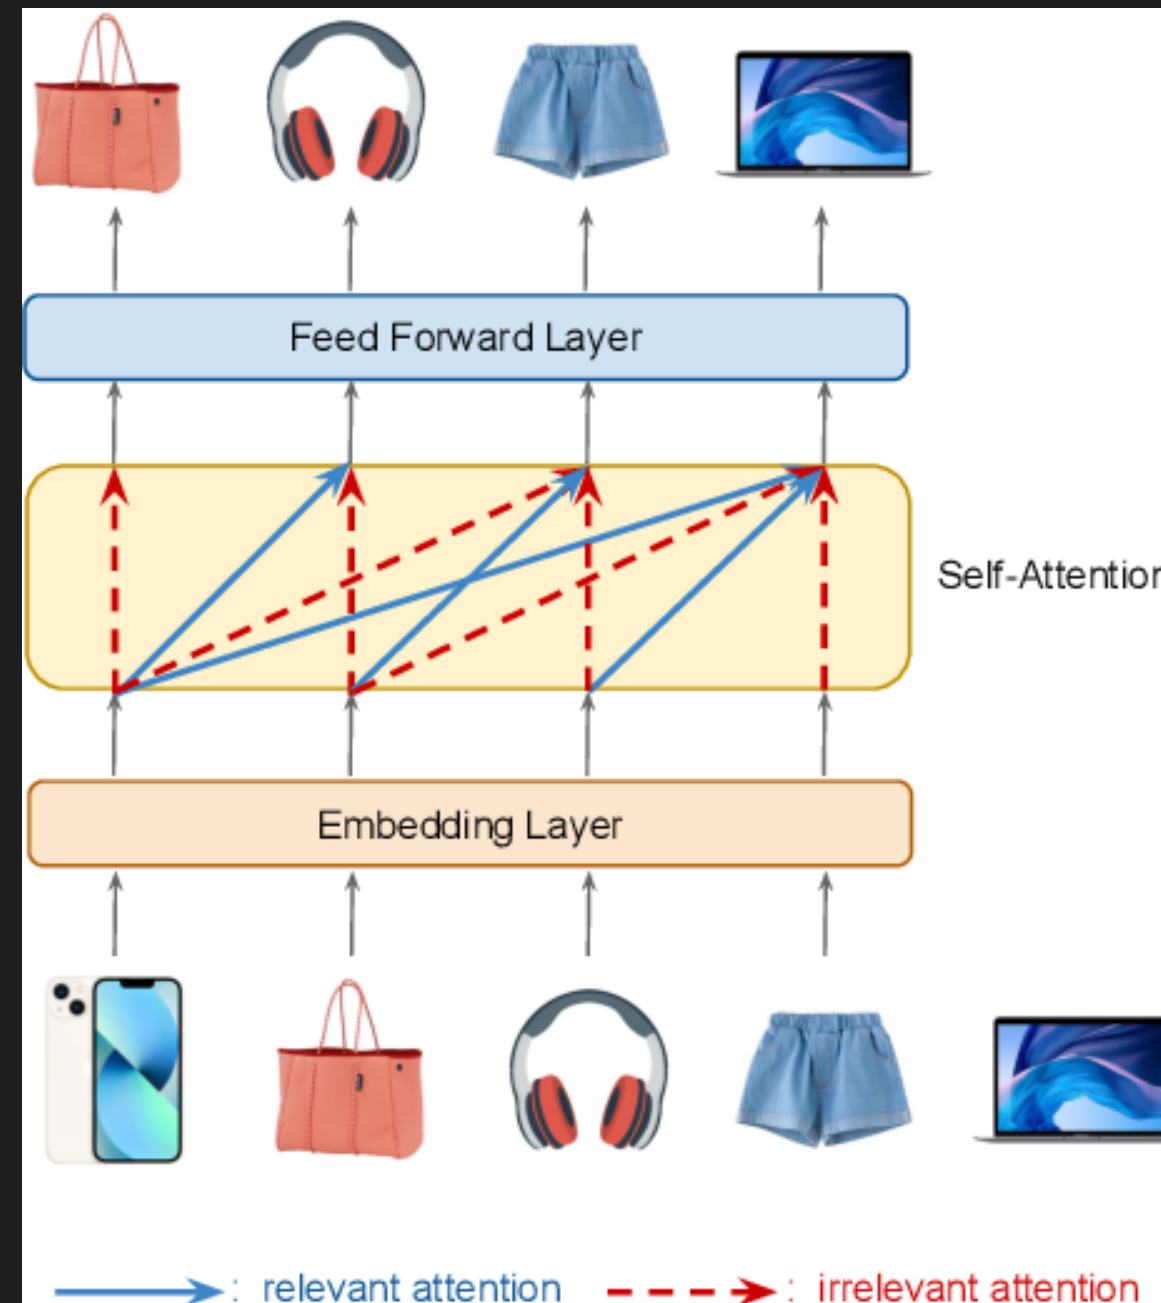 Feed Forward Layer
Self-Attention
Embedding Layer
: relevant attention
: irrelevant attention